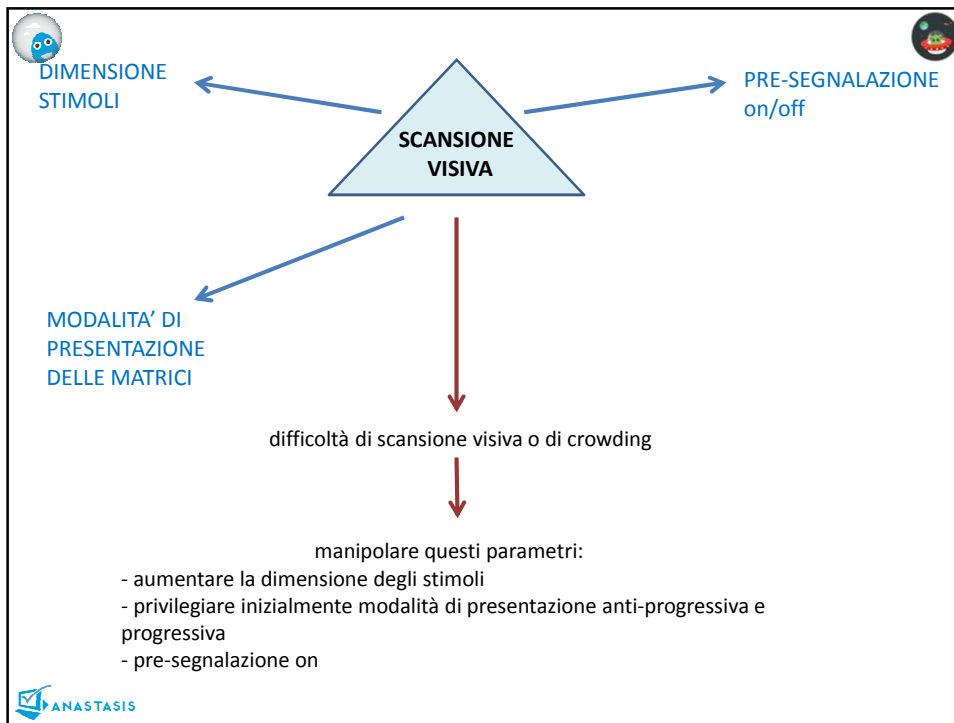 DIMENSIONE
STIMOLI
PRE-SEGNALAZIONE
on/off
SCANSIONE
VISIVA
MODALITA’ DI
PRESENTAZIONE
DELLE MATRICI
difficoltà di scansione visiva o di crowding
manipolare questi parametri:
- aumentare la dimensione degli stimoli
- privilegiare inizialmente modalità di presentazione anti-progressiva e
progressiva
- pre-segnalazione on
ANASTASIS